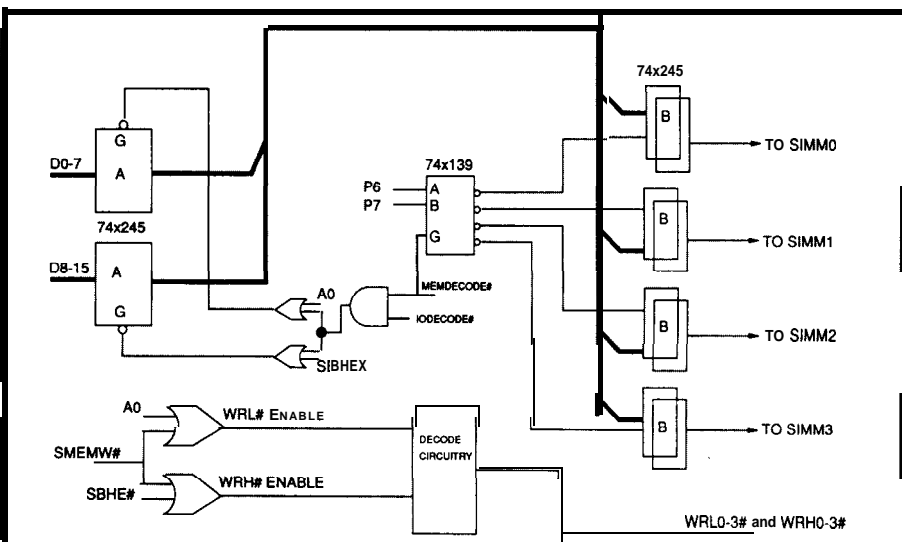 74x245
B
TO SIMM0
G
A
D0-7
74x245
74x139
P6
P7
A
B
G
B
TO SIMM1
D8-15
A
G
MEMDECODE#
IODECODE#
A0
SIBHEX
B
TO SIMM2
A0
WRL# ENABLE
SMEMW#
SBHE#
WRH# ENABLE
DECODE
CIRCUITRY
B
TO SIMM3
WRL0-3# and WRH0-3#